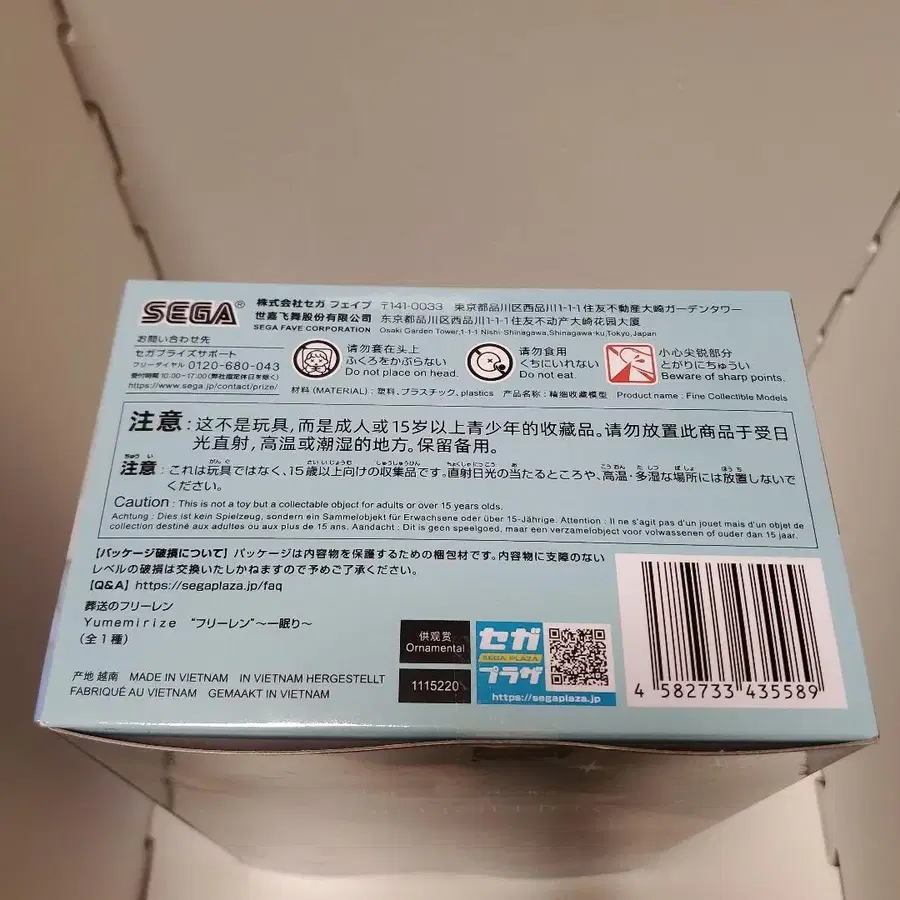 SEGA®
株式会社セガ フェイブ 〒141-0033 東京都品川区西品川1-1-1住友不動産大崎ガーデンタワー
世嘉飞舞股份有限公司 东京都品川区西品川1-1-1住友不动产大崎花园大厦
SEGA FAVE CORPORATION Osaki Garden Tower,1-1-1 Nishi-Shinagawa,Shinagawa-ku,Tokyo,Japan
お問い合わせ先
セガプライズサポート
フリーダイヤル 0120-680-043
受付時間 10:00~17:00(弊社指定休日を除く)
https://www.sega.jp/contact/prize/
请勿套在头上
ふくろをかぶらない
Do not place on head.
请勿食用
くちにいれない
Do not eat.
小心尖锐部分
とがりにちゅうい
Beware of sharp points.
材料 (MATERIAL) : 塑料、プラスチック、plastics 产品名称 : 精细收藏模型 Product name : Fine Collectible Models
注意 : 这不是玩具,而是成人或15岁以上青少年的收藏品。请勿放置此商品于受日
光直射,高温或潮湿的地方。保留备用。
注意 : これは玩具ではなく、15歳以上向けの収集品です。直射日光の当たるところや、高温・多湿な場所には放置しないで
ください。
Caution : This is not a toy but a collectable object for adults or over 15 years olds.
Achtung : Dies ist kein Spielzeug, sondern ein Sammelobjekt für Erwachsene oder über 15-Jährige. Attention : Il ne s'agit pas d'un jouet mais d'un objet de
collection destiné aux adultes ou aux plus de 15 ans. Aandacht : Dit is geen speelgoed, maar een verzamelobject voor volwassenen of ouder dan 15 jaar.
【パッケージ破損について】パッケージは内容物を保護するための梱包材です。内容物に支障のない
レベルの破損は交換いたしかねますので予めご了承ください。
【Q&A】https://segaplaza.jp/faq
葬送のフリーレン
Yumemirize “フリーレン”~一眠り~
(全1種)
供观赏
Ornamental
1115220
セガ
SEGA PLAZA
プラザ
https://segaplaza.jp
产地 越南 MADE IN VIETNAM IN VIETNAM HERGESTELLT
FABRIQUÉ AU VIETNAM GEMAAKT IN VIETNAM
4 582733 435589